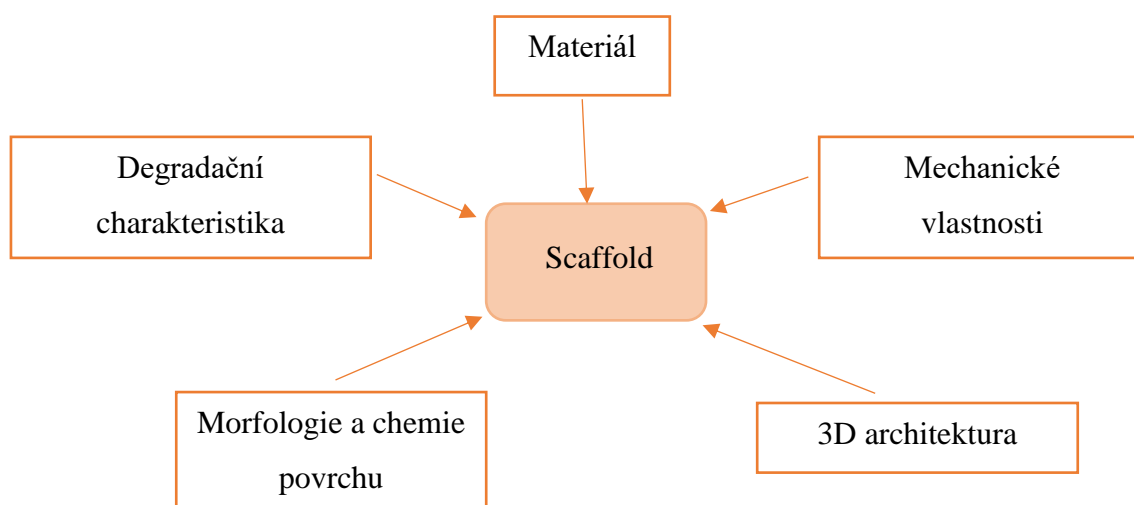 Materiál
Degradační
charakteristika
Mechanické
vlastnosti
Scaffold
Morfologie a chemie
povrchu
3D architektura